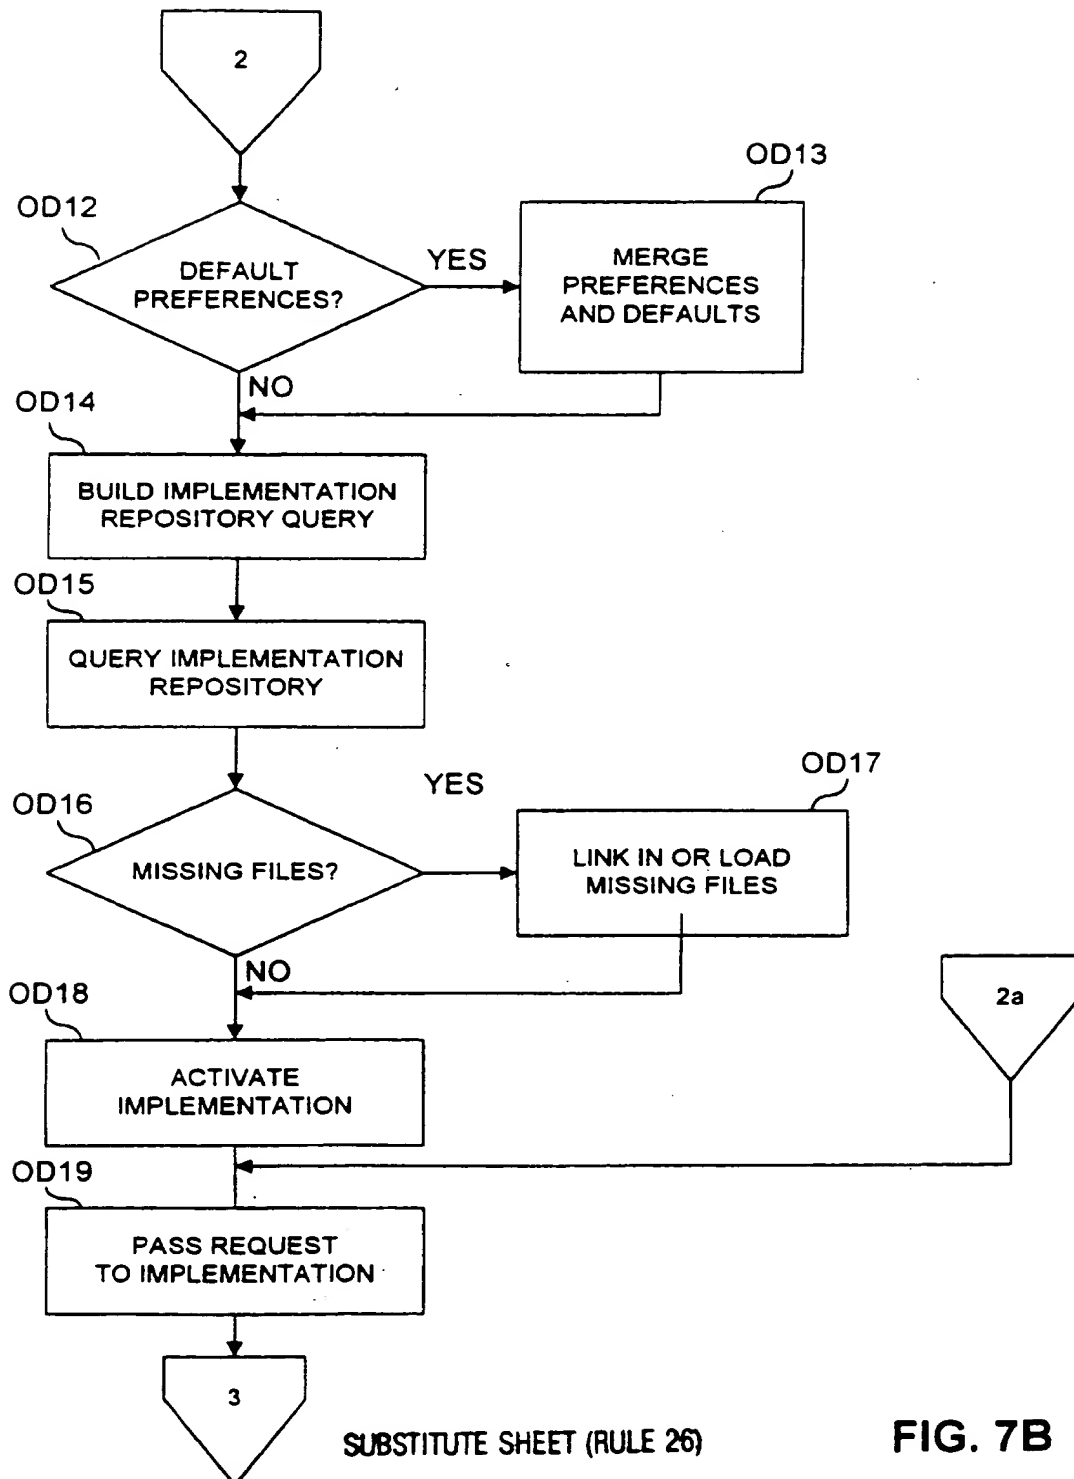 2
OD13
OD12
YES
MERGE
PREFERENCES
AND DEFAULTS
DEFAULT
PREFERENCES?
NO
OD14
BUILD IMPLEMENTATION
REPOSITORY QUERY
OD15
QUERY IMPLEMENTATION
REPOSITORY
OD17
YES
OD16
LINK IN OR LOAD
MISSING FILES
MISSING FILES?
NO
OD18
2a
ACTIVATE
IMPLEMENTATION
OD19
PASS REQUEST
TO IMPLEMENTATION
3
SUBSTITUTE SHEET (RULE 26)
FIG. 7B